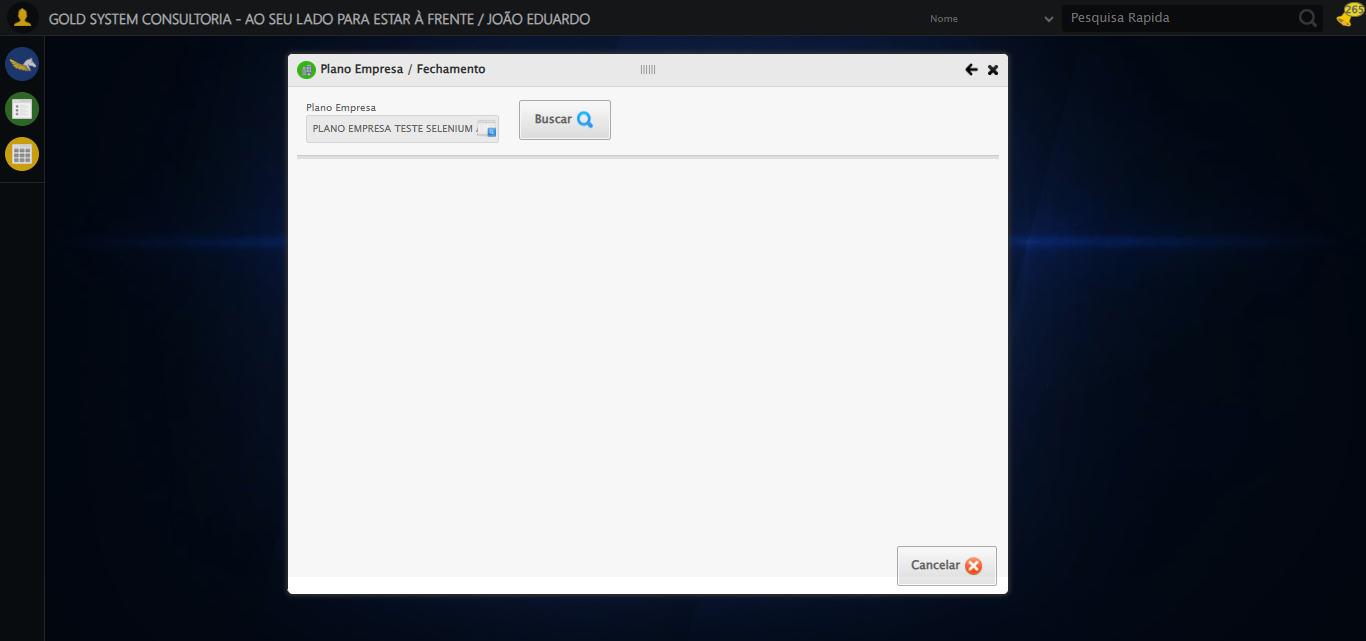 GOLD SYSTEM CONSULTORIA - AO SEU LADO PARA ESTAR À FRENTE / JOÃO EDUARDO
Nome
Pesquisa Rapida
265
Plano Empresa / Fechamento
Plano Empresa
PLANO EMPRESA TESTE SELENIUM
Buscar
Cancelar